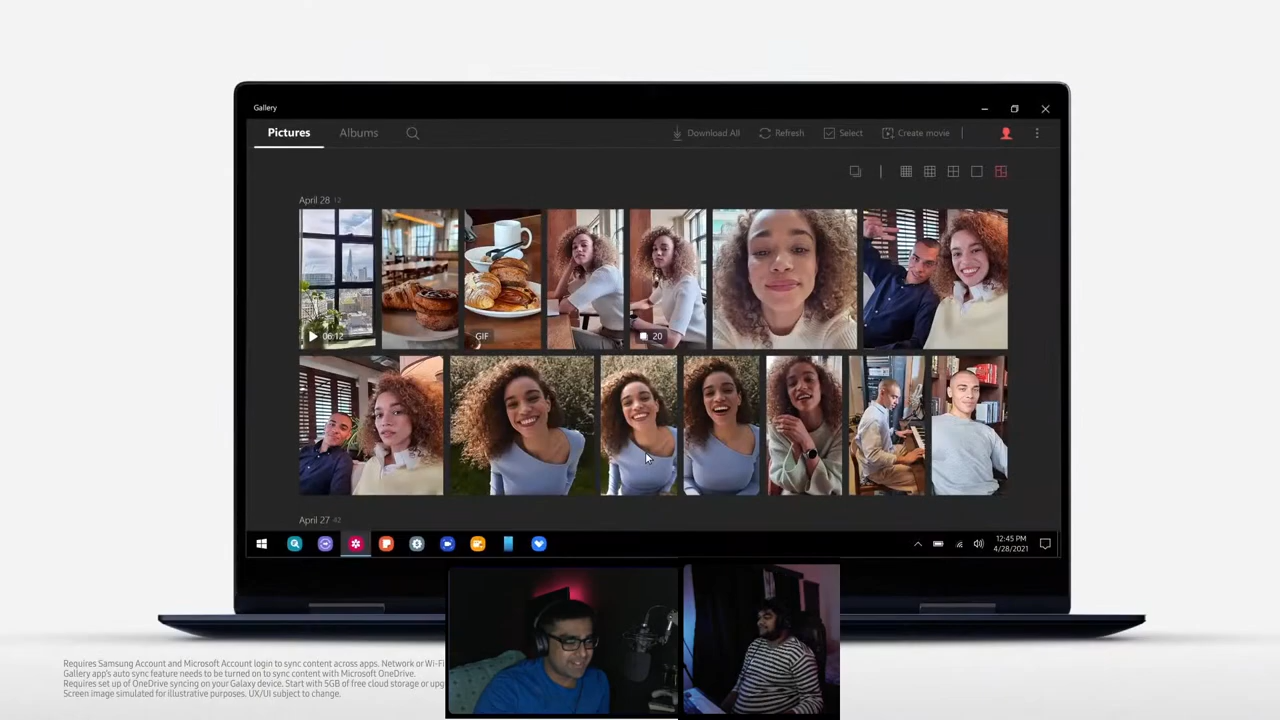 Gallery
Pictures Albums
Download All Refresh Select Create movie
April 28 12
06:12
GIF
20
April 27 42
12:45 PM
4/28/2021
Requires Samsung Account and Microsoft Account login to sync content across apps. Network or Wi-Fi
Gallery app's auto sync feature needs to be turned on to sync content with Microsoft OneDrive.
Requires set up of OneDrive syncing on your Galaxy device. Start with 5GB of free cloud storage or upg
Screen image simulated for illustrative purposes. UX/UI subject to change.